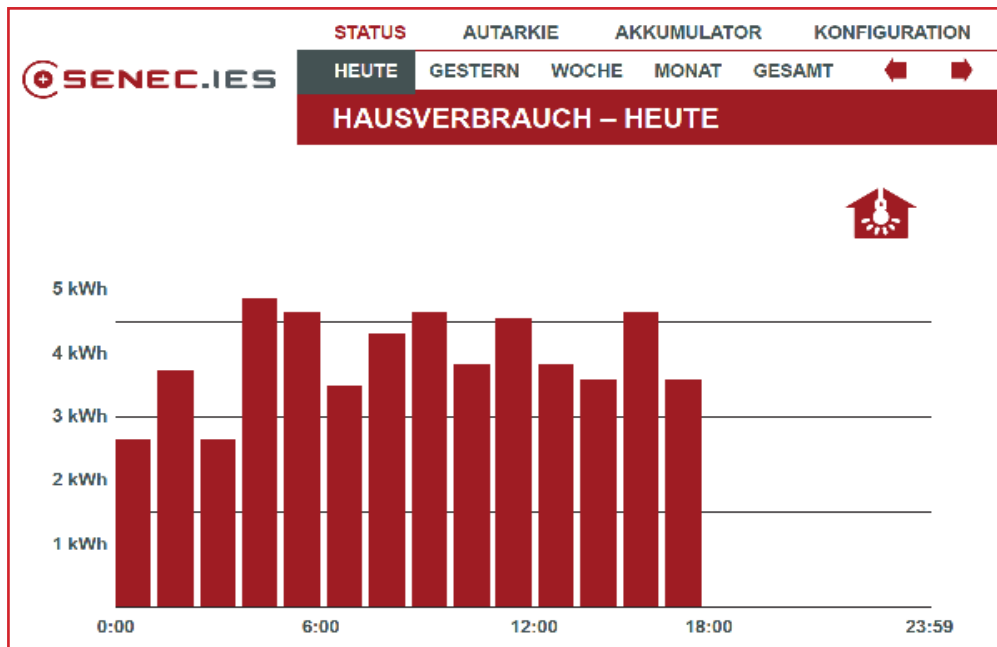 STATUS AUTARKIE AKKUMULATOR KONFIGURATION
SENEC.IES
HEUTE GESTERN WOCHE MONAT GESAMT
HAUSVERBRAUCH – HEUTE
5 kWh
4 kWh
3 kWh
2 kWh
1 kWh
0:00 6:00 12:00 18:00 23:59